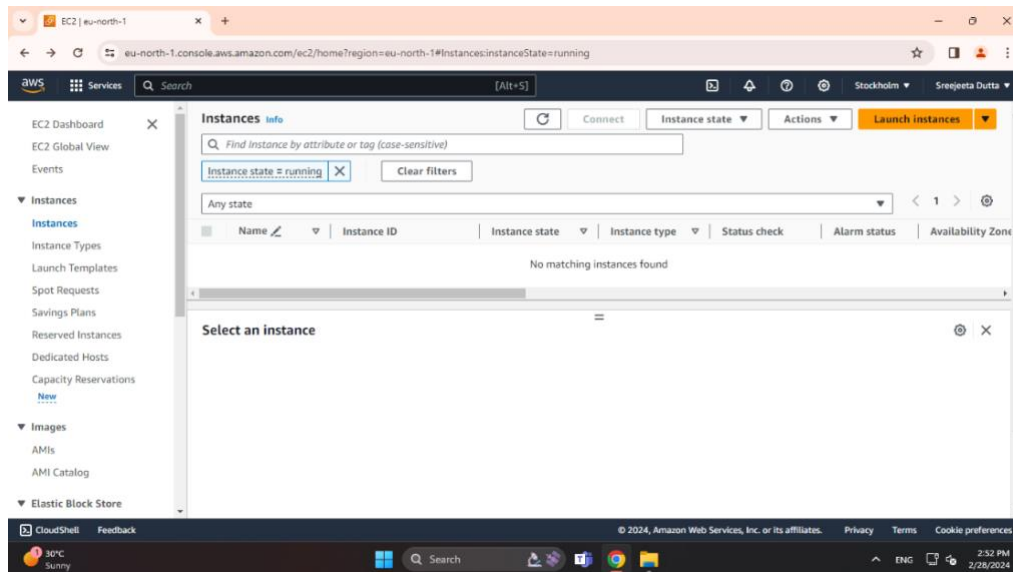 EC2 | eu-north-1
eu-north-1.console.aws.amazon.com/ec2/home?region=eu-north-1#Instances:instanceState=running
aws Services Search [Alt+S] Stockholm Sreejeeta Dutta
EC2 Dashboard
EC2 Global View
Events
Instances
Instances
Instance Types
Launch Templates
Spot Requests
Savings Plans
Reserved Instances
Dedicated Hosts
Capacity Reservations
New
Images
AMIs
AMI Catalog
Elastic Block Store
Instances Info Connect Instance state Actions Launch instances
Find Instance by attribute or tag (case-sensitive)
Instance state = running Clear filters
Any state 1
Name Instance ID Instance state Instance type Status check Alarm status Availability Zone
No matching instances found
Select an instance
CloudShell Feedback © 2024, Amazon Web Services, Inc. or its affiliates. Privacy Terms Cookie preferences
1 30°C Search ENG 2:52 PM
Sunny 2/28/2024